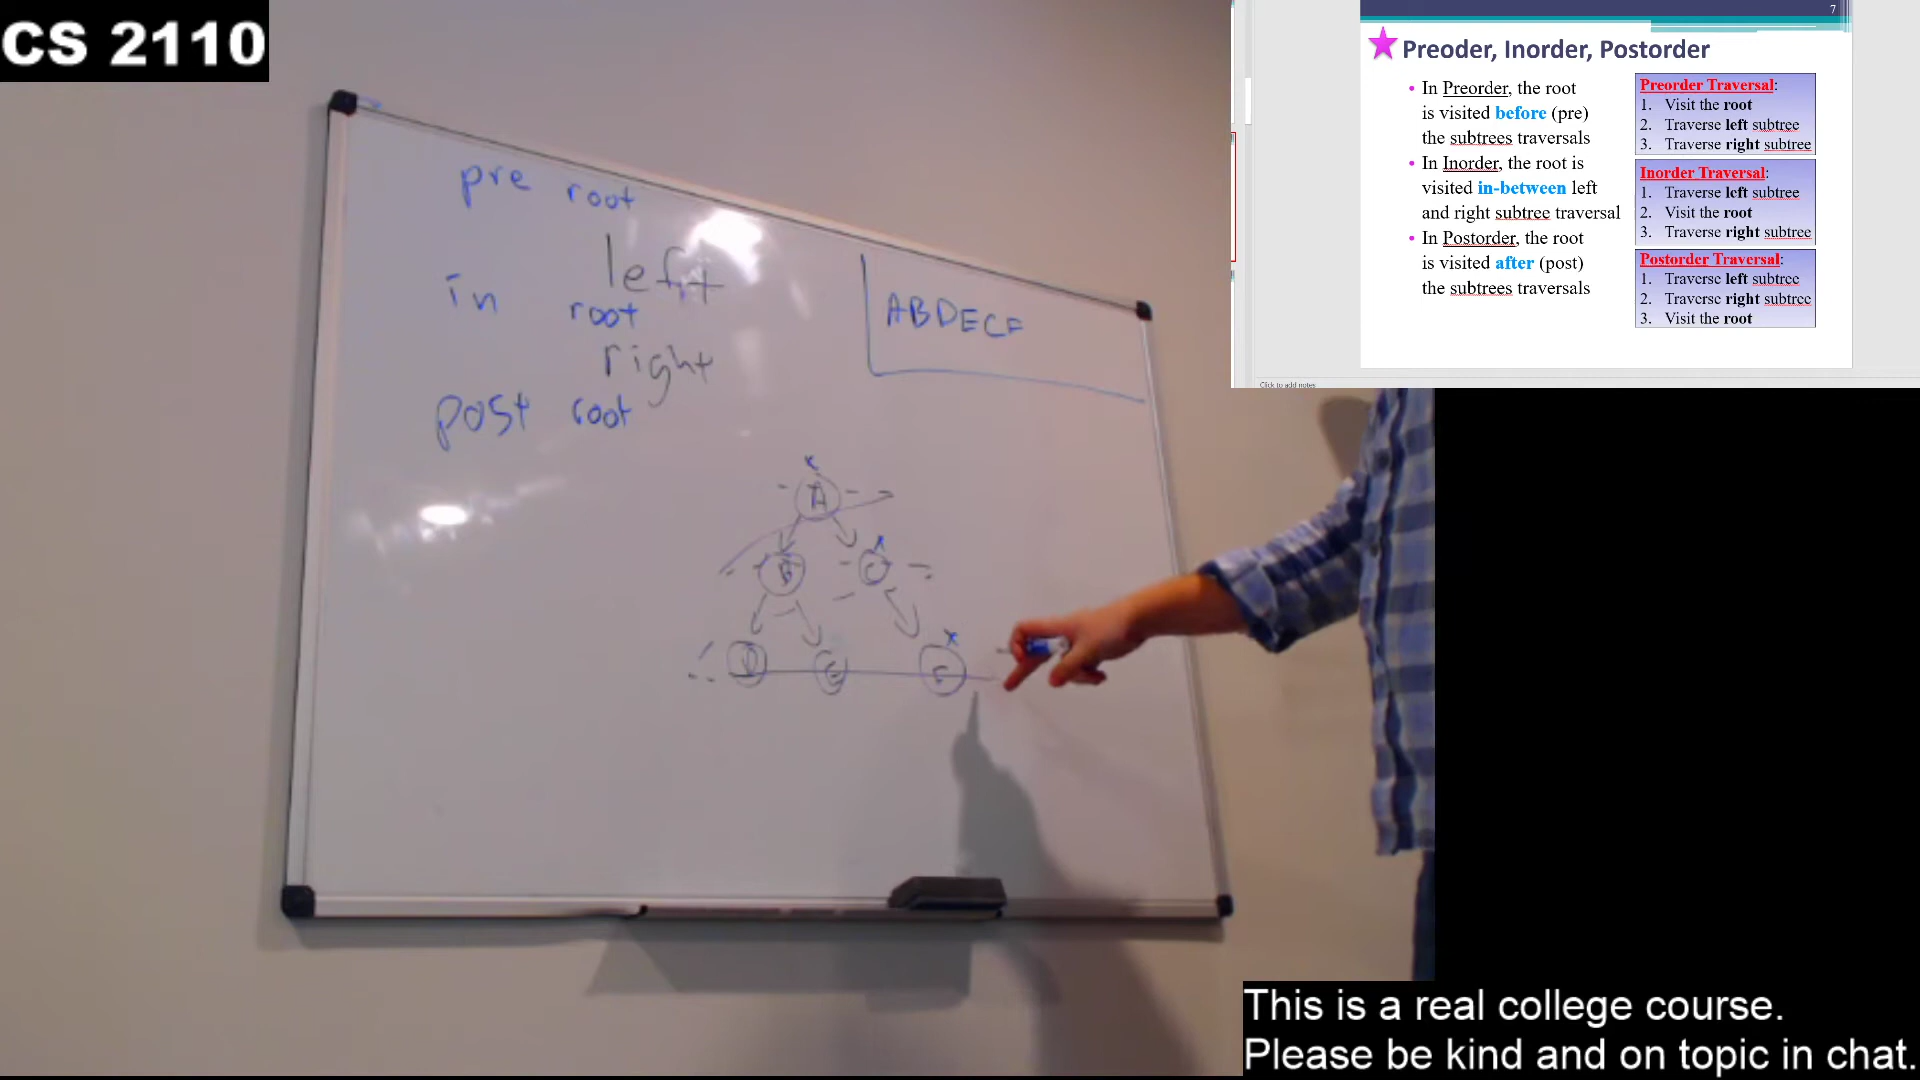 CS 2110
pre root
left
in root
right
post root
ABDECF
A
B C
D E F
7
Preoder, Inorder, Postorder
• In Preorder, the root
is visited before (pre)
the subtrees traversals
• In Inorder, the root is
visited in-between left
and right subtree traversal
• In Postorder, the root
is visited after (post)
the subtrees traversals
Preorder Traversal:
1. Visit the root
2. Traverse left subtree
3. Traverse right subtree
Inorder Traversal:
1. Traverse left subtree
2. Visit the root
3. Traverse right subtree
Postorder Traversal:
1. Traverse left subtree
2. Traverse right subtree
3. Visit the root
Click to add notes
This is a real college course.
Please be kind and on topic in chat.